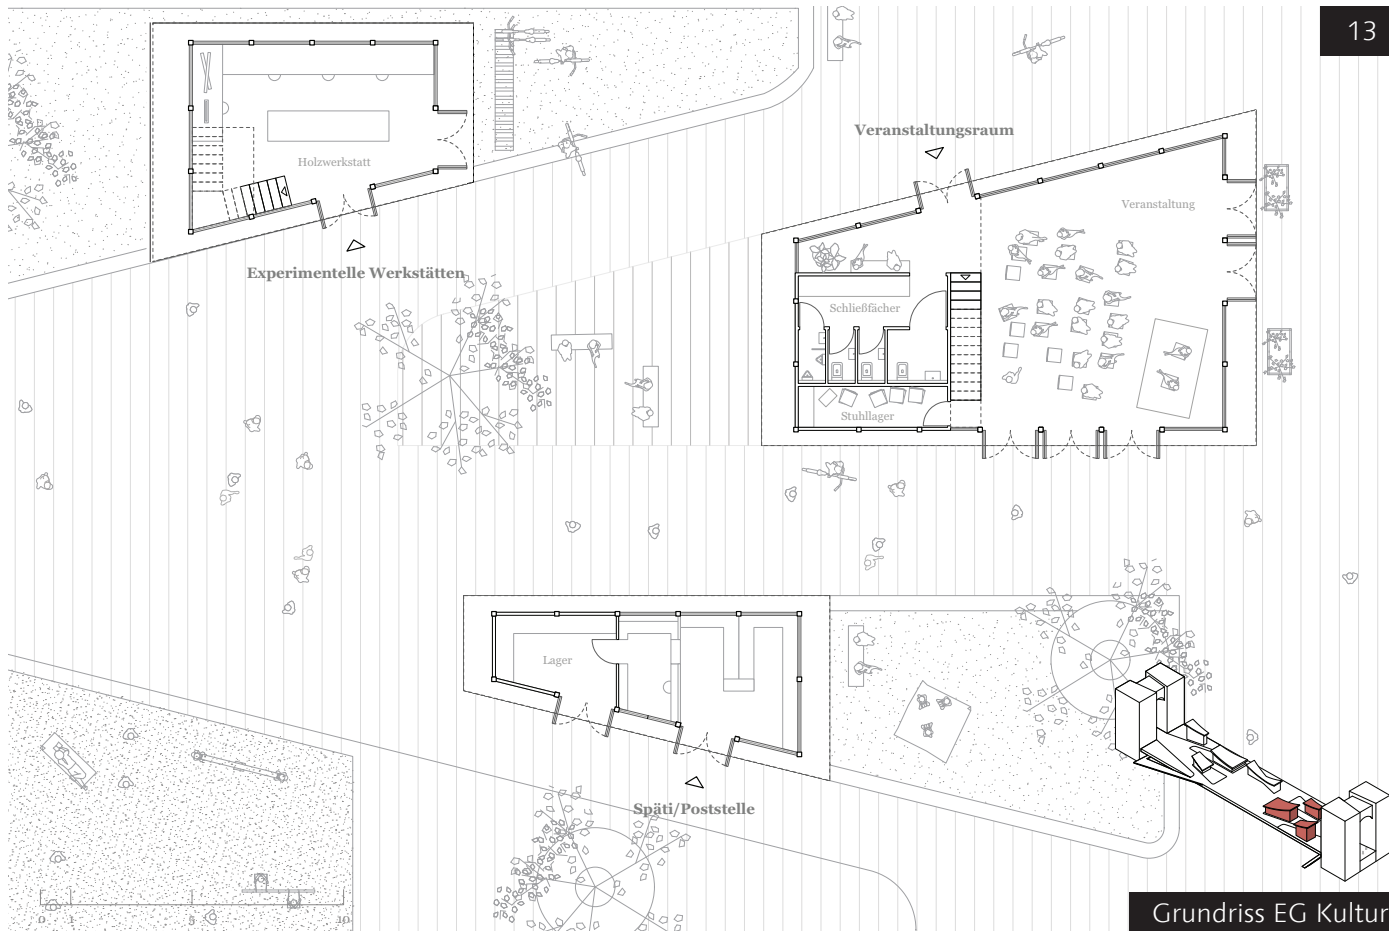 13
Veranstaltungsraum
Holzwerkstatt
Veranstaltung
Experimentelle Werkstätten
Schließfächer
Stuhllager
Lager
Späti/Poststelle
0 1 5 10
Grundriss EG Kultur